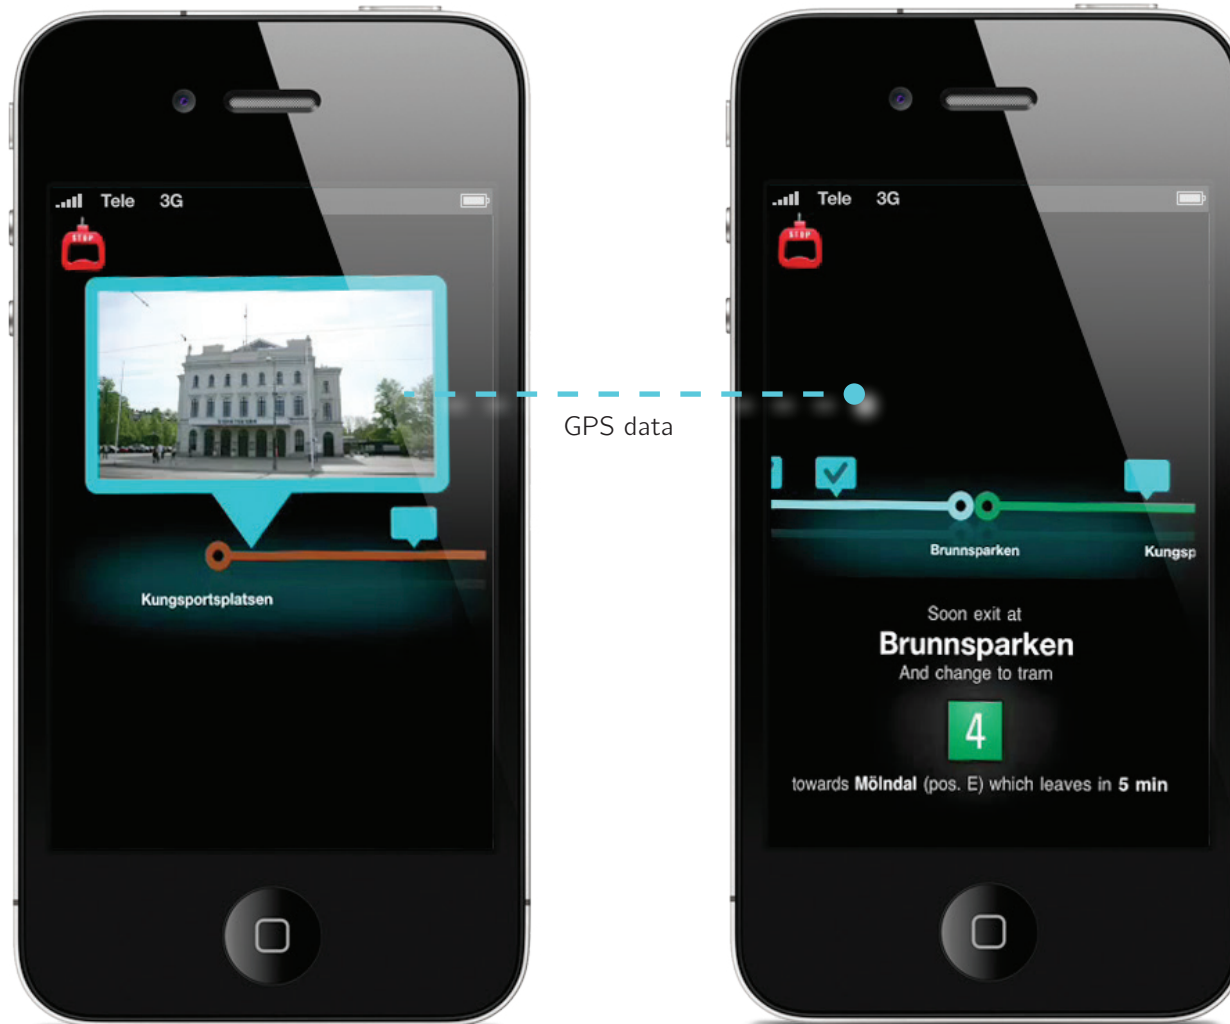 Tele 3G
STOP
Kungsportsplatsen
GPS data
Tele 3G
STOP
Brunnsparken
Kungsp
Soon exit at
Brunnsparken
And change to tram
4
towards Mölndal (pos. E) which leaves in 5 min